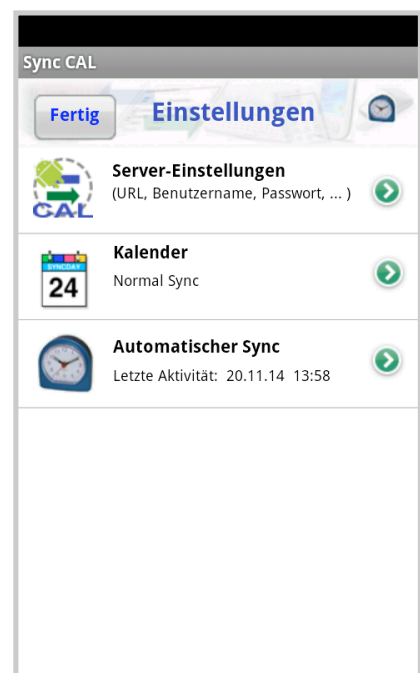 Sync CAL
Fertig
Einstellungen
Server-Einstellungen
(URL, Benutzername, Passwort, ... )
CAL
Kalender
SYNCDAY
24
Normal Sync
Automatischer Sync
Letzte Aktivität: 20.11.14 13:58